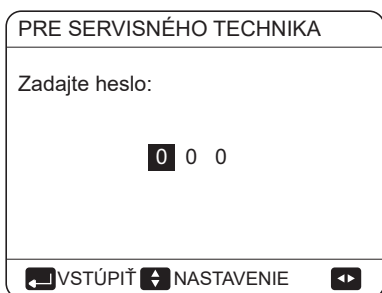 PRE SERVISNÉHO TECHNIKA
Zadajte heslo:
0 0 0
VSTÚPIŤ NASTAVENIE